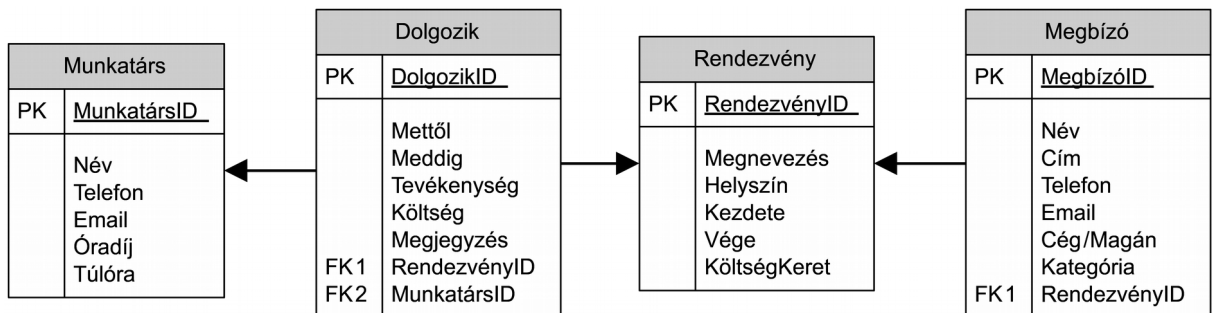 Munkatárs
PK MunkatársID
Név
Telefon
Email
Óradíj
Túlóra
Dolgozik
PK DolgozikID
Mettől
Meddig
Tevékenység
Költség
Megjegyzés
FK1 RendezvényID
FK2 MunkatársID
Rendezvény
PK RendezvényID
Megnevezés
Helyszín
Kezdete
Vége
KöltségKeret
Megbízó
PK MegbízóID
Név
Cím
Telefon
Email
Cég/Magán
Kategória
FK1 RendezvényID